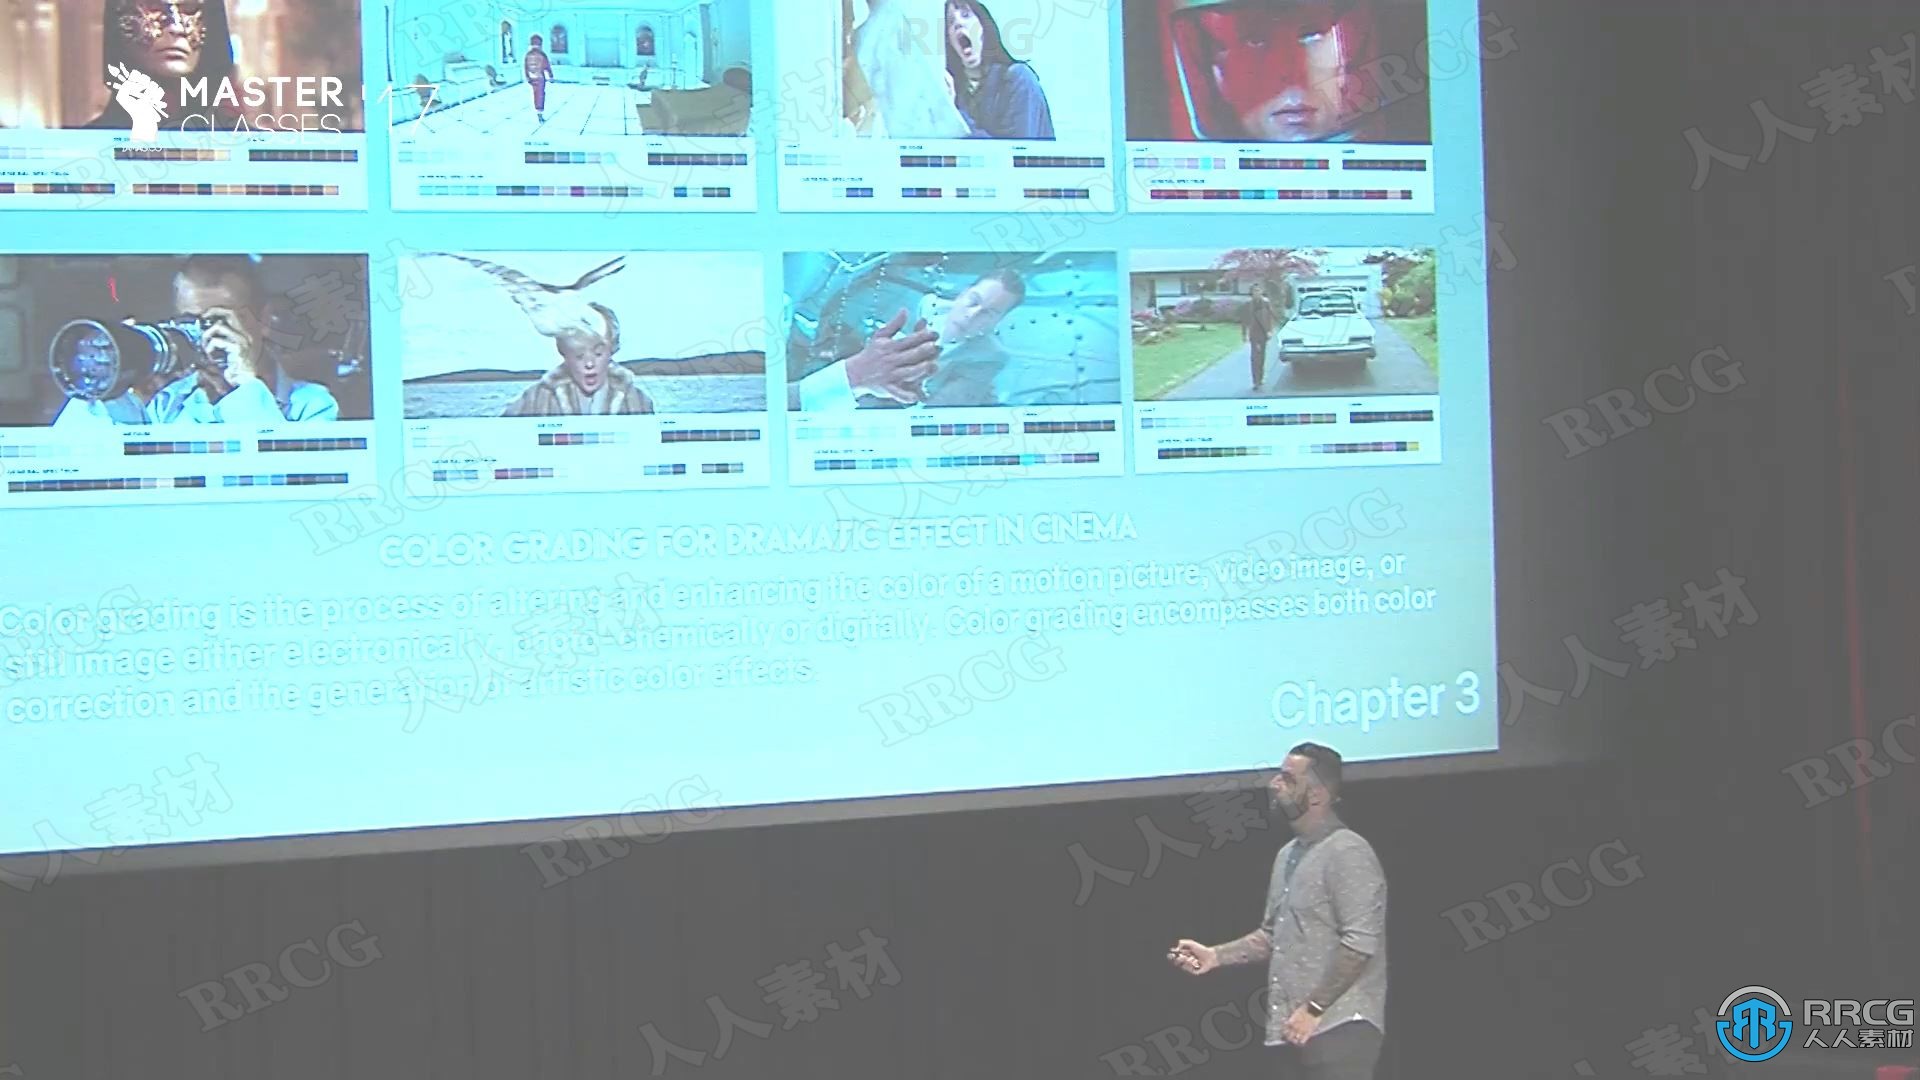 MASTER '17
CLASSES
COLOR GRADING FOR DRAMATIC EFFECT IN CINEMA
Color grading is the process of altering and enhancing the color of a motion picture, video image, or
still image either electronically, photo-chemically or digitally. Color grading encompasses both color
correction and the generation of artistic color effects.
Chapter 3
RRCG
人人素材